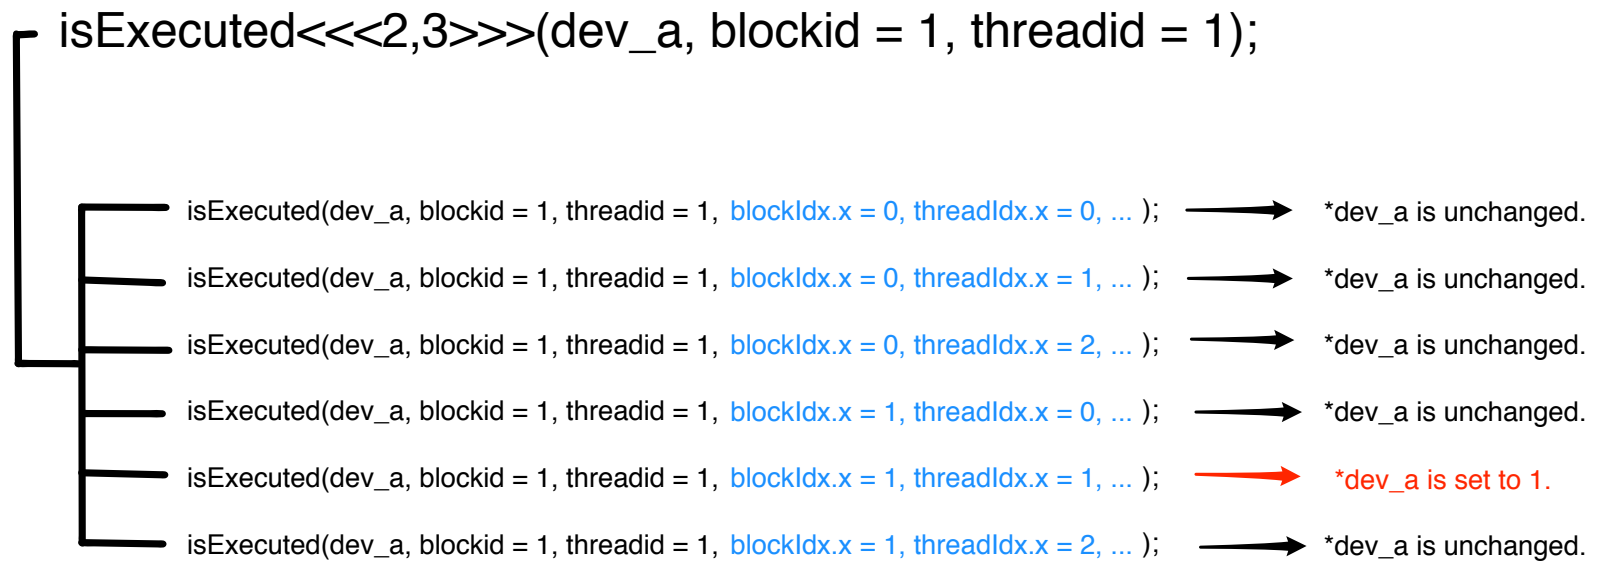 isExecuted<<<2,3>>>(dev_a, blockid = 1, threadid = 1);
isExecuted(dev_a, blockid = 1, threadid = 1, blockIdx.x = 0, threadIdx.x = 0, ... ); *dev_a is unchanged.
isExecuted(dev_a, blockid = 1, threadid = 1, blockIdx.x = 0, threadIdx.x = 1, ... ); *dev_a is unchanged.
isExecuted(dev_a, blockid = 1, threadid = 1, blockIdx.x = 0, threadIdx.x = 2, ... ); *dev_a is unchanged.
isExecuted(dev_a, blockid = 1, threadid = 1, blockIdx.x = 1, threadIdx.x = 0, ... ); *dev_a is unchanged.
isExecuted(dev_a, blockid = 1, threadid = 1, blockIdx.x = 1, threadIdx.x = 1, ... ); *dev_a is set to 1.
isExecuted(dev_a, blockid = 1, threadid = 1, blockIdx.x = 1, threadIdx.x = 2, ... ); *dev_a is unchanged.